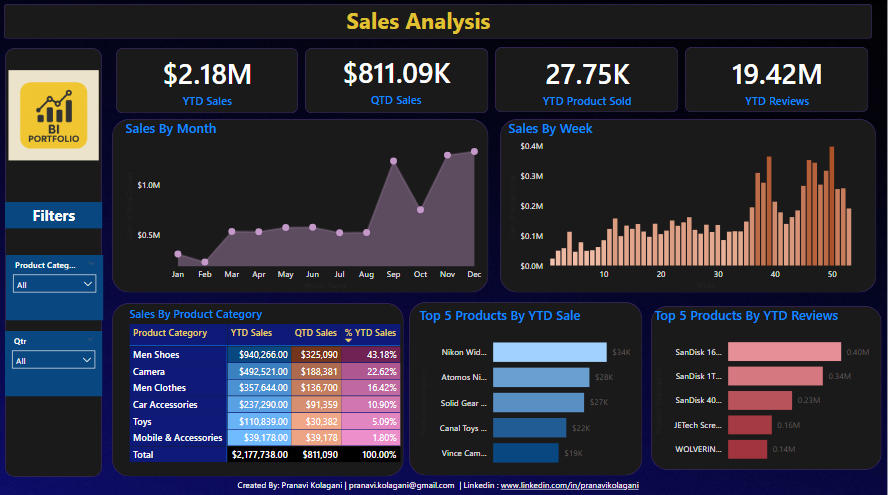 Sales Analysis
BI
PORTFOLIO
Filters
Product Categ...
All
Qtr
All
$2.18M
YTD Sales
$811.09K
QTD Sales
27.75K
YTD Product Sold
19.42M
YTD Reviews
Sales By Month
$1.0M
$0.5M
Jan Feb Mar Apr May Jun Jul Aug Sep Oct Nov Dec
Sales By Week
$0.4M
$0.3M
$0.2M
$0.1M
$0.0M
10 20 30 40 50
Sales By Product Category
Product Category YTD Sales QTD Sales % YTD Sales
Men Shoes $940,266.00 $325,090 43.18%
Camera $492,521.00 $188,381 22.62%
Men Clothes $357,644.00 $136,700 16.42%
Car Accessories $237,290.00 $91,359 10.90%
Toys $110,839.00 $30,382 5.09%
Mobile & Accessories $39,178.00 $39,178 1.80%
Total $2,177,738.00 $811,090 100.00%
Top 5 Products By YTD Sale
Nikon Wid... $34K
Atomos Ni... $28K
Solid Gear ... $27K
Canal Toys ... $22K
Vince Cam... $19K
Top 5 Products By YTD Reviews
SanDisk 16... 0.40M
SanDisk 1T... 0.34M
SanDisk 40... 0.23M
JETech Scre... 0.16M
WOLVERIN... 0.14M
Created By: Pranavi Kolagani | pranavi.kolagani@gmail.com | Linkedin : www.linkedin.com/in/pranavikolagani